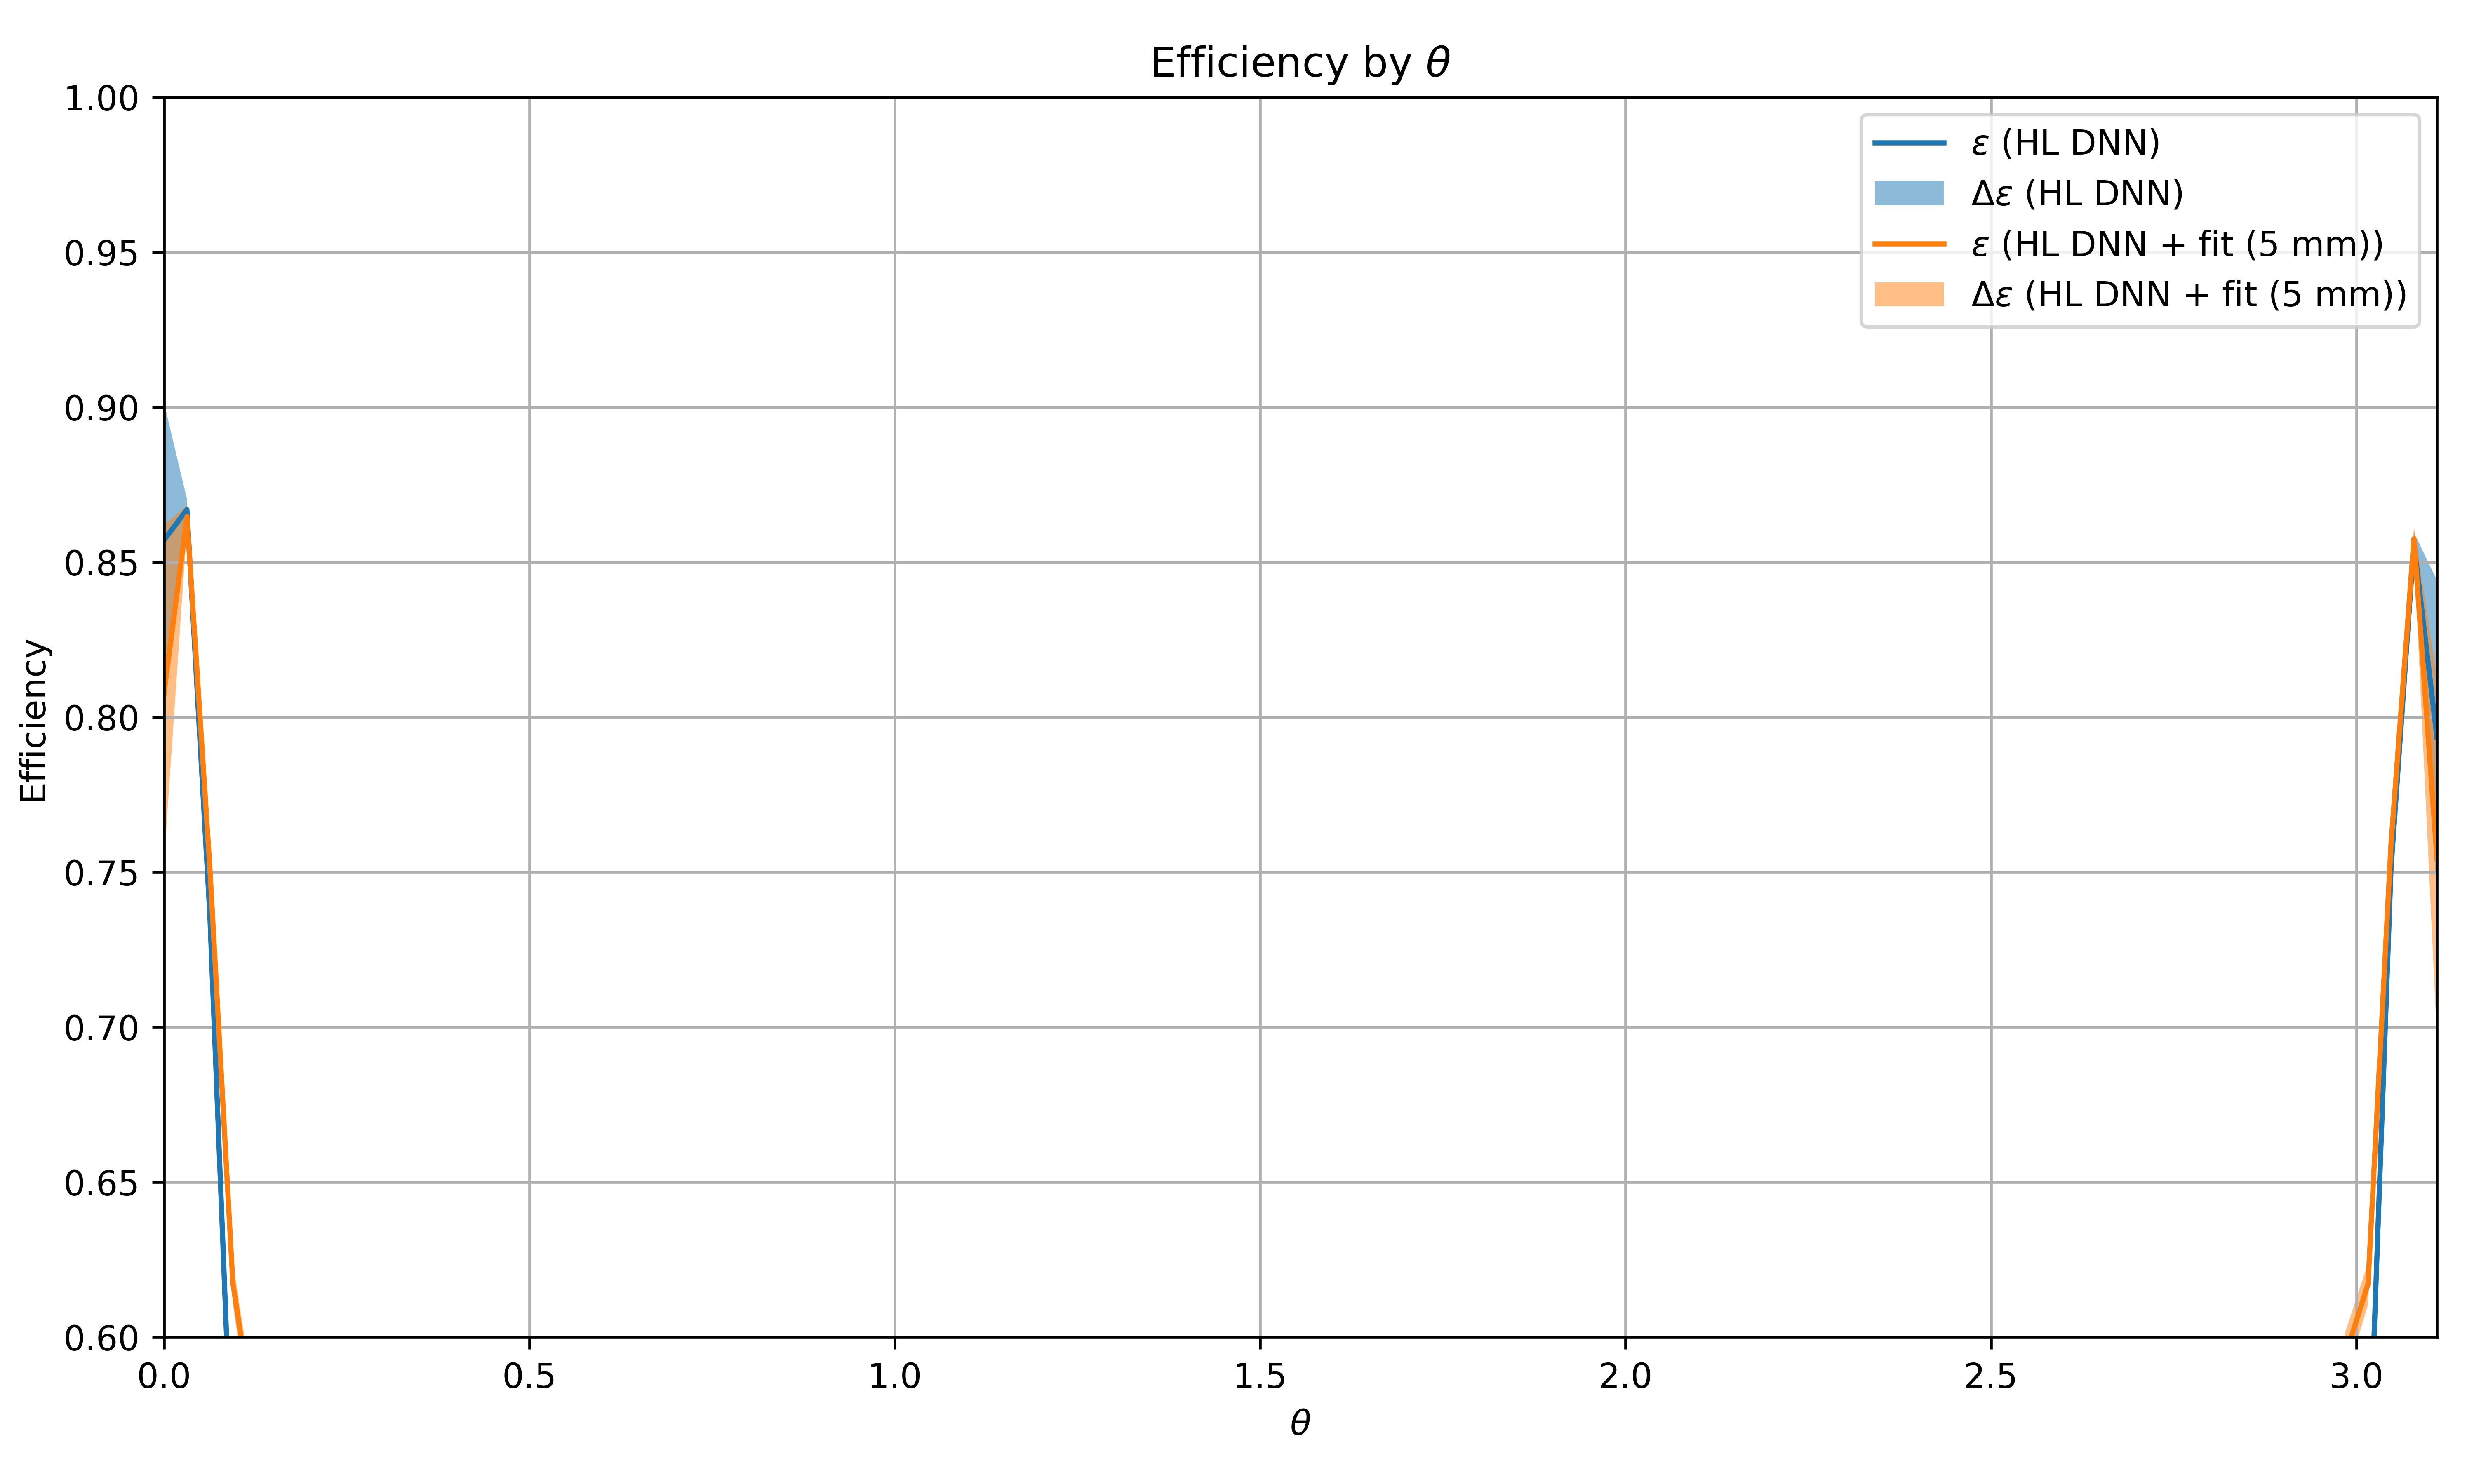 Efficiency by θ
1.00
0.95
0.90
0.85
0.80
0.75
0.70
0.65
0.60
Efficiency
0.0 0.5 1.0 1.5 2.0 2.5 3.0
θ
ε (HL DNN)
Δε (HL DNN)
ε (HL DNN + fit (5 mm))
Δε (HL DNN + fit (5 mm))